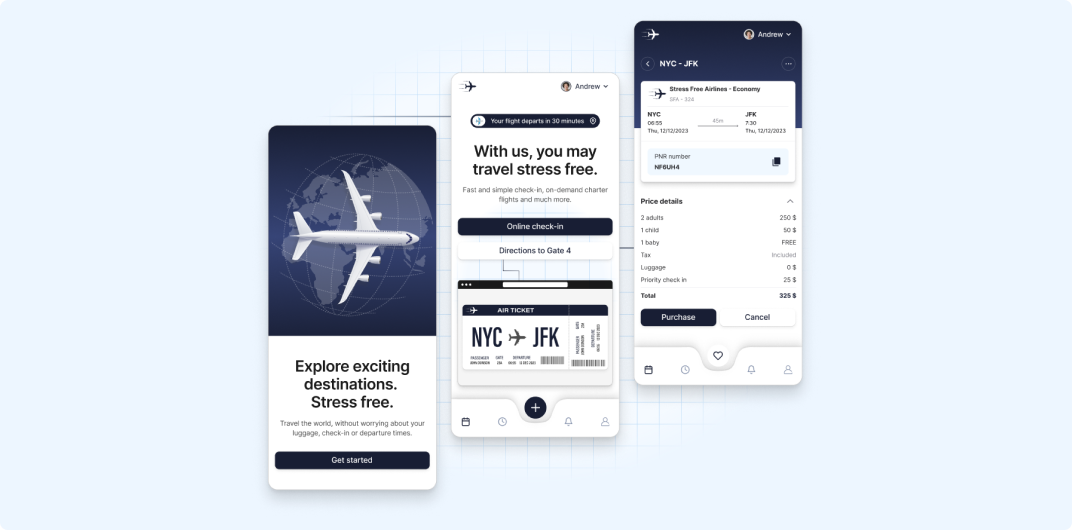 Explore exciting
destinations.
Stress free.
Travel the world, without worrying about your
luggage, check-in or departure times.
Get started
Andrew
Your flight departs in 30 minutes
With us, you may
travel stress free.
Fast and simple check-in, on-demand charter
flights and much more.
Online check-in
Directions to Gate 4
AIR TICKET
NYC JFK
PASSENGER GATE DEPARTURE
PASSENGER
DEPARTURE
Andrew
NYC - JFK
Stress Free Airlines - Economy
SFA - 324
NYC 45m JFK
06:55 7:30
Thu, 12/12/2023 Thu, 12/12/2023
PNR number
NF6UH4
Price details
2 adults 250 $
1 child 50 $
1 baby FREE
Tax Included
Luggage 0 $
Priority check in 25 $
Total 325 $
Purchase Cancel